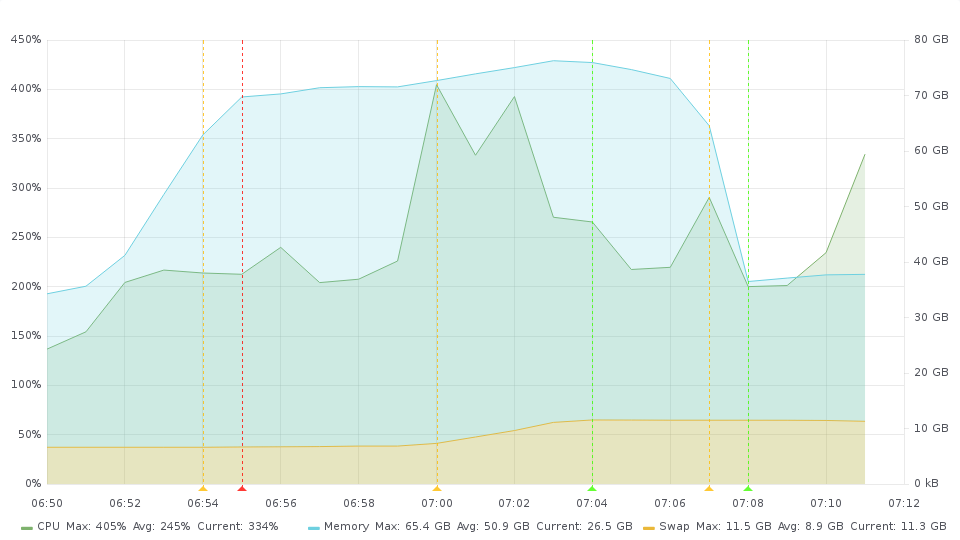 450% 80 GB
400% 70 GB
350% 60 GB
300% 50 GB
250% 40 GB
200% 30 GB
150% 20 GB
100% 10 GB
50%
0% 0 kB
06:50 06:52 06:54 06:56 06:58 07:00 07:02 07:04 07:06 07:08 07:10 07:12
CPU Max: 405% Avg: 245% Current: 334% Memory Max: 65.4 GB Avg: 50.9 GB Current: 26.5 GB Swap Max: 11.5 GB Avg: 8.9 GB Current: 11.3 GB